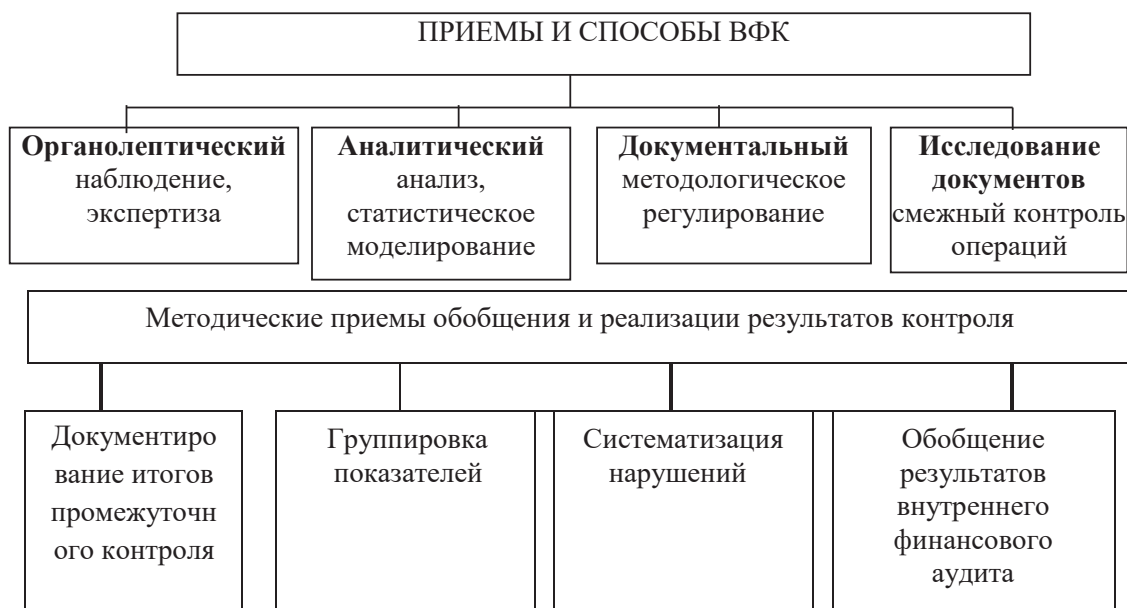 ПРИЕМЫ И СПОСОБЫ ВФК
Органолептический
наблюдение,
экспертиза
Аналитический
анализ,
статистическое
моделирование
Документальный
методологическое
регулирование
Исследование
документов
смежный контроль
операций
Методические приемы обобщения и реализации результатов контроля
Документиро
вание итогов
промежуточн
ого контроля
Группировка
показателей
Систематизация
нарушений
Обобщение
результатов
внутреннего
финансового
аудита